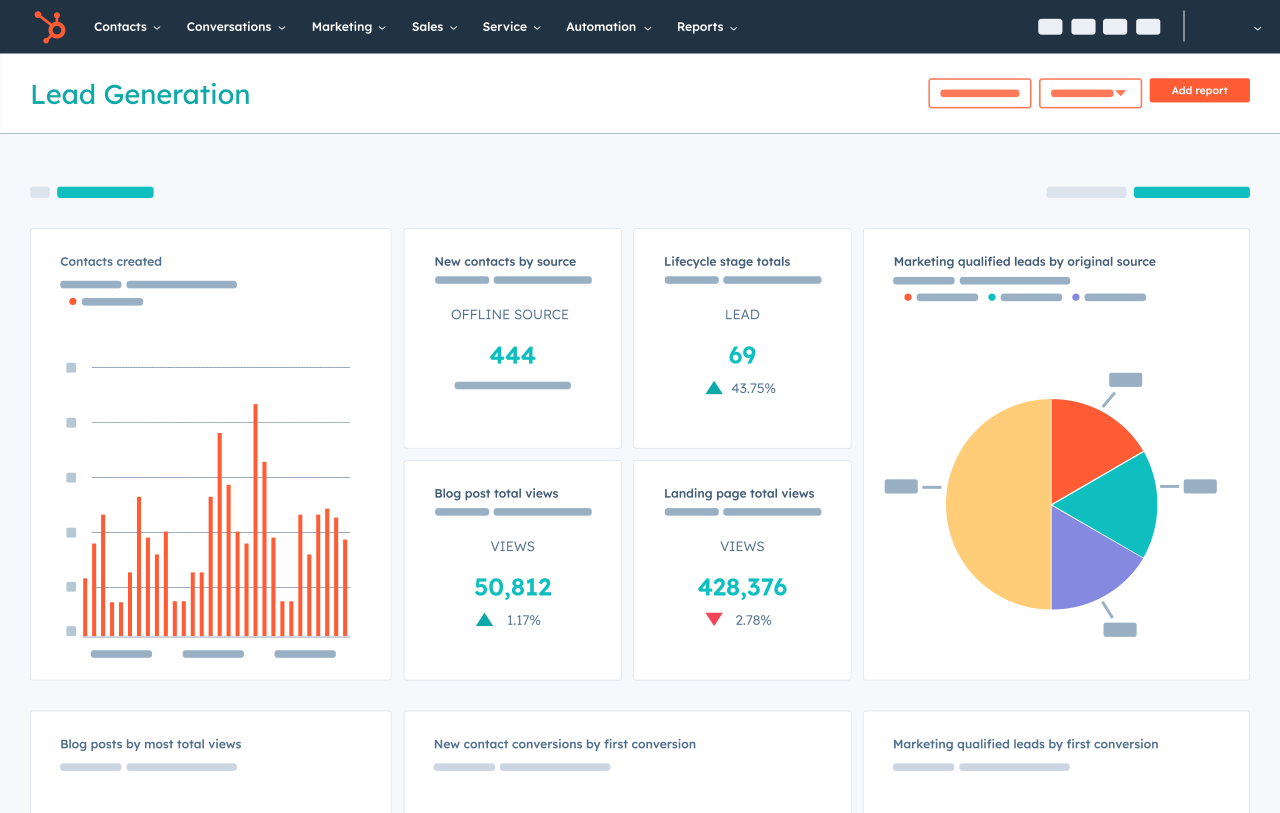 Contacts Conversations Marketing Sales Service Automation Reports
Lead Generation
Add report
Contacts created
New contacts by source
OFFLINE SOURCE
444
Lifecycle stage totals
LEAD
69
43.75%
Marketing qualified leads by original source
Blog post total views
VIEWS
50,812
1.17%
Landing page total views
VIEWS
428,376
2.78%
Blog posts by most total views
New contact conversions by first conversion
Marketing qualified leads by first conversion